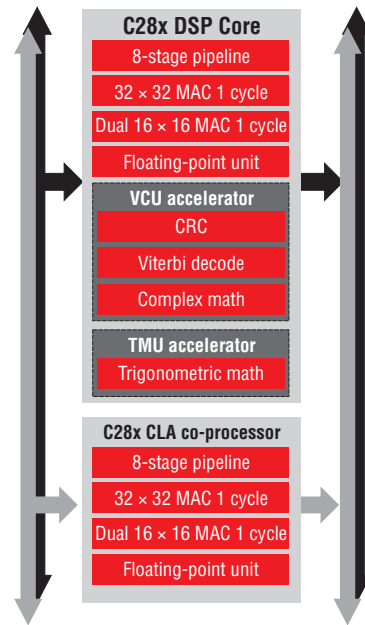 C28x DSP Core
8-stage pipeline
32 × 32 MAC 1 cycle
Dual 16 × 16 MAC 1 cycle
Floating-point unit
VCU accelerator
CRC
Viterbi decode
Complex math
TMU accelerator
Trigonometric math
C28x CLA co-processor
8-stage pipeline
32 × 32 MAC 1 cycle
Dual 16 × 16 MAC 1 cycle
Floating-point unit